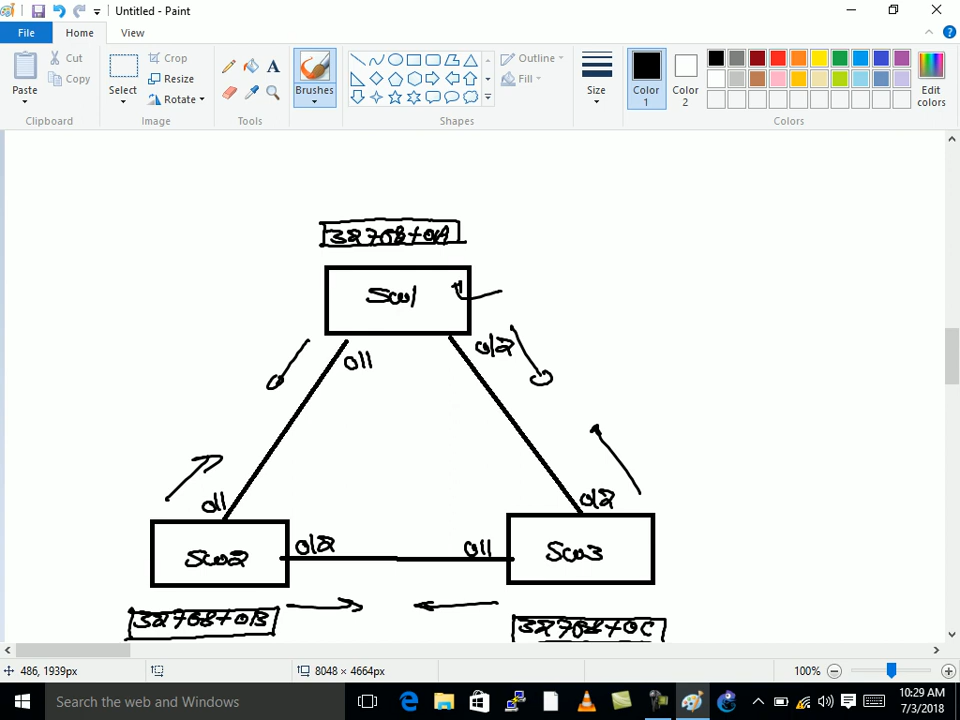 Untitled - Paint
File
Home
View
Paste
Cut
Copy
Clipboard
Select
Crop
Resize
Rotate
Image
Tools
Brushes
Shapes
Outline
Fill
Size
Color 1
Color 2
Edit colors
Colors
32768+0A
Sw1
0/1
0/2
0/1
0/2
Sw2
0/2
0/1
Sw3
32768+0B
32768+0C
486, 1939px
8048 × 4664px
100%
Search the web and Windows
10:29 AM
7/3/2018